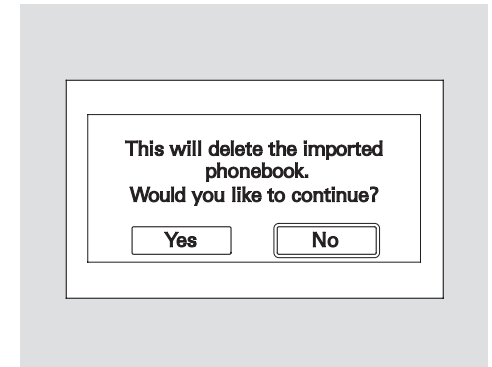 This will delete the imported
phonebook.
Would you like to continue?
Yes No